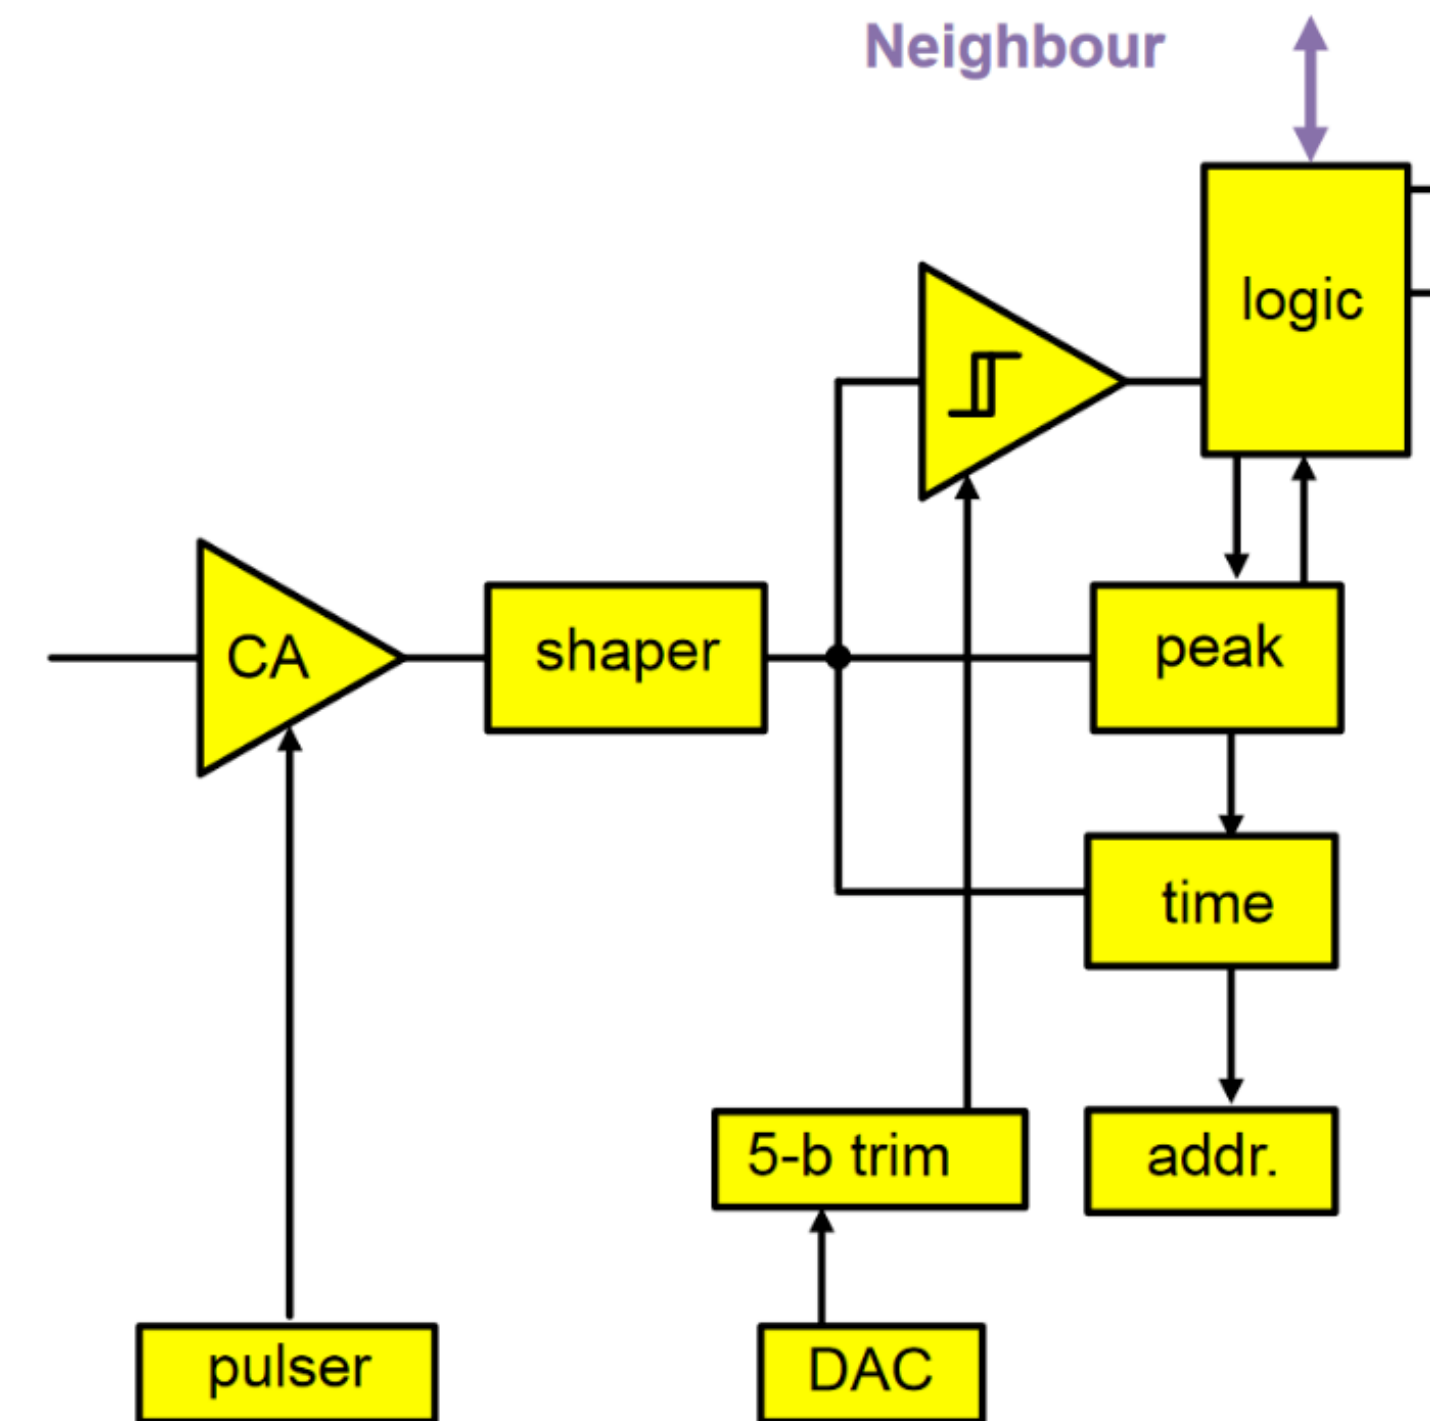 Neighbour
logic
CA
shaper
peak
time
5-b trim
addr.
pulser
DAC